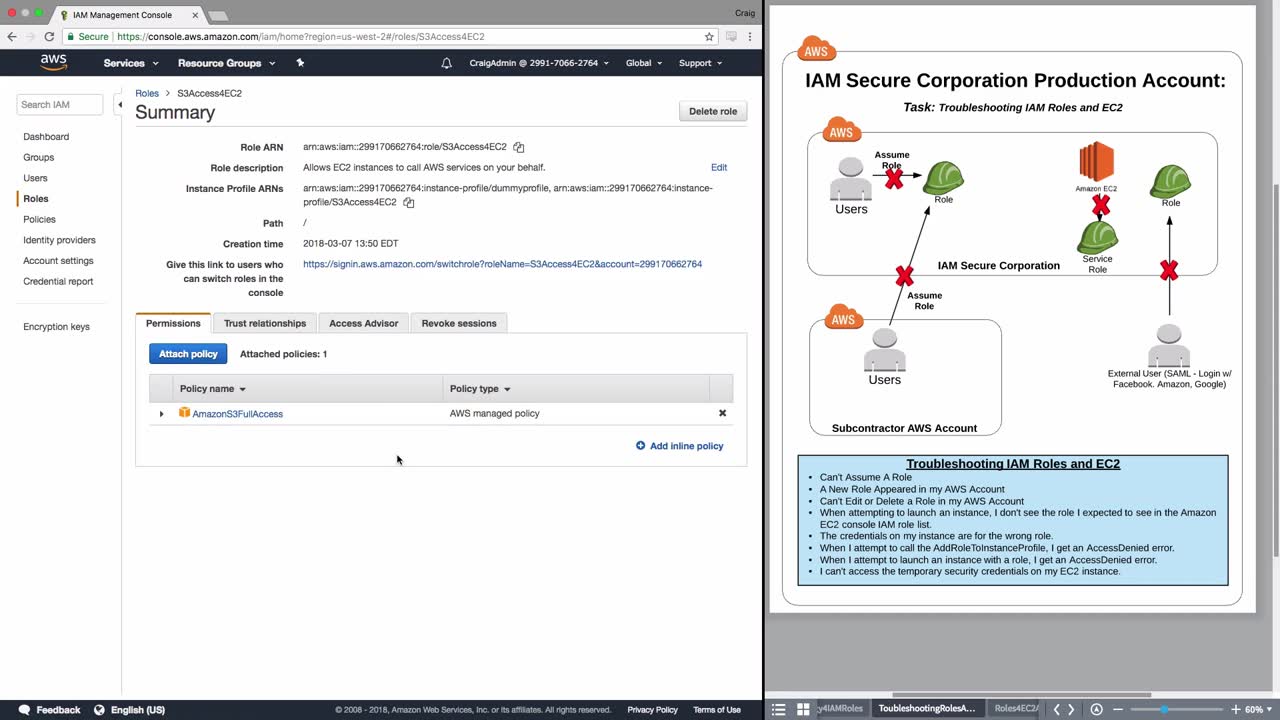 IAM Management Console
Craig
Secure https://console.aws.amazon.com/iam/home?region=us-west-2#/roles/S3Access4EC2
aws
Services
Resource Groups
CraigAdmin @ 2991-7066-2764
Global
Support
Search IAM
Dashboard
Groups
Users
Roles
Policies
Identity providers
Account settings
Credential report
Encryption keys
Roles > S3Access4EC2
Summary
Delete role
Role ARN arn:aws:iam::299170662764:role/S3Access4EC2
Role description Allows EC2 instances to call AWS services on your behalf. Edit
Instance Profile ARNs arn:aws:iam::299170662764:instance-profile/dummyprofile, arn:aws:iam::299170662764:instance-
profile/S3Access4EC2
Path /
Creation time 2018-03-07 13:50 EDT
Give this link to users who https://signin.aws.amazon.com/switchrole?roleName=S3Access4EC2&account=299170662764
can switch roles in the
console
Permissions
Trust relationships
Access Advisor
Revoke sessions
Attach policy
Attached policies: 1
Policy name
Policy type
AmazonS3FullAccess
AWS managed policy
Add inline policy
Feedback
English (US)
© 2008 - 2018, Amazon Web Services, Inc. or its affiliates. All rights reserved.
Privacy Policy
Terms of Use
AWS
IAM Secure Corporation Production Account:
Task: Troubleshooting IAM Roles and EC2
AWS
Assume
Role
Users
Role
Amazon EC2
Service
Role
Role
IAM Secure Corporation
Assume
Role
AWS
Users
Subcontractor AWS Account
External User (SAML - Login w/
Facebook. Amazon, Google)
Troubleshooting IAM Roles and EC2
• Can't Assume A Role
• A New Role Appeared in my AWS Account
• Can't Edit or Delete a Role in my AWS Account
• When attempting to launch an instance, I don't see the role I expected to see in the Amazon
EC2 console IAM role list.
• The credentials on my instance are for the wrong role.
• When I attempt to call the AddRoleToInstanceProfile, I get an AccessDenied error.
• When I attempt to launch an instance with a role, I get an AccessDenied error.
• I can't access the temporary security credentials on my EC2 instance.
y4IAMRoles
ToubleshootingRolesA...
Roles4EC2
60%